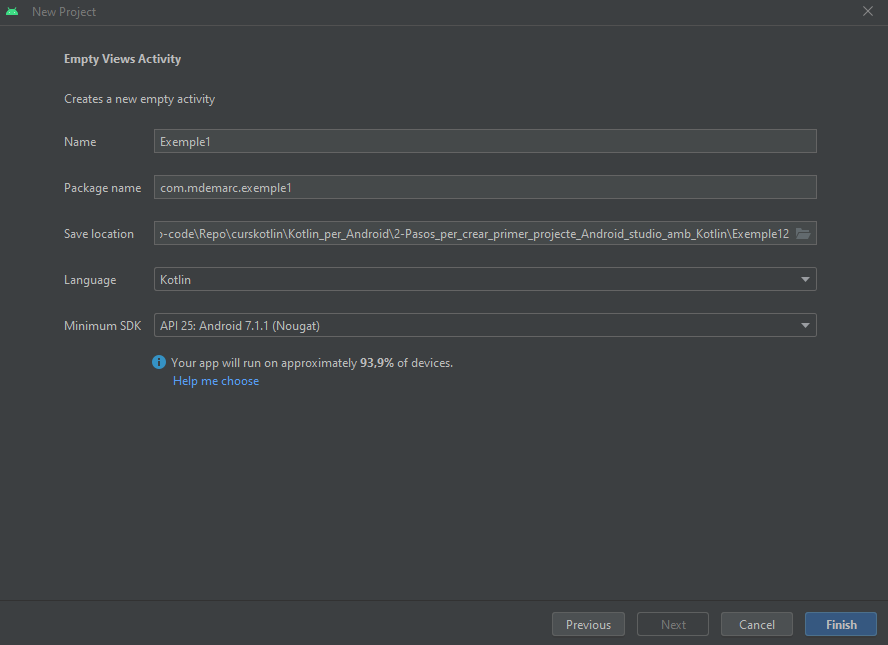 New Project
Empty Views Activity
Creates a new empty activity
Name Exemple1
Package name com.mdemarc.exemple1
Save location -code\Repo\curskotlin\Kotlin_per_Android\2-Pasos_per_crear_primer_projecte_Android_studio_amb_Kotlin\Exemple12
Language Kotlin
Minimum SDK API 25: Android 7.1.1 (Nougat)
Your app will run on approximately 93,9% of devices.
Help me choose
Previous Next Cancel Finish